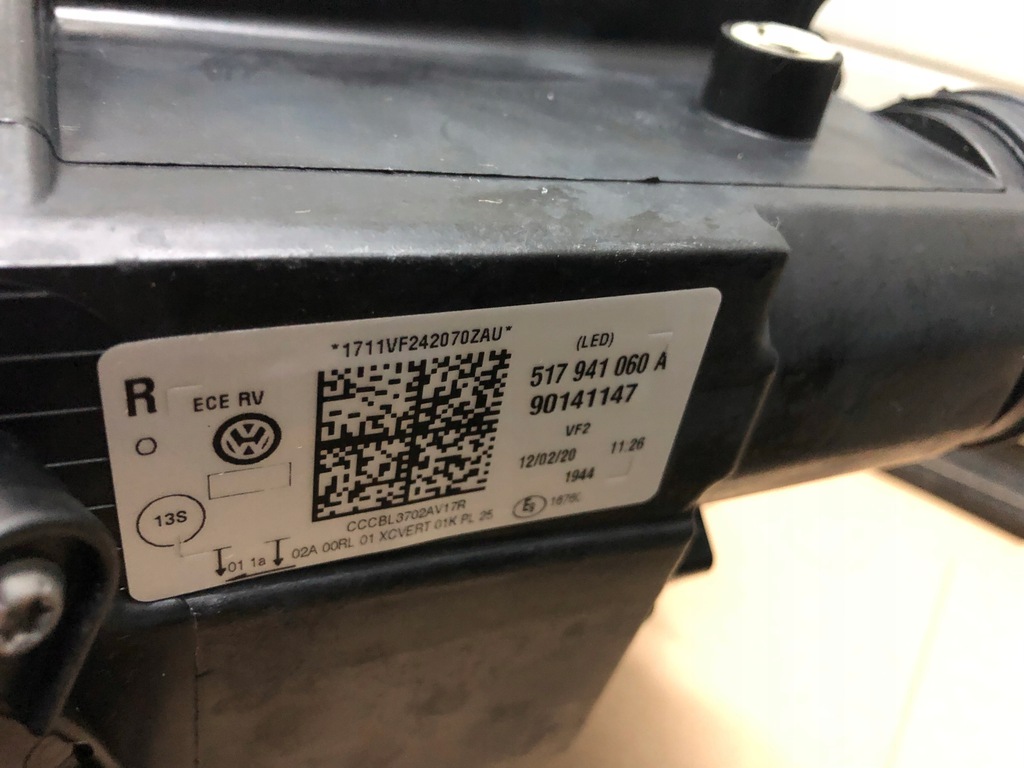 *1711VF242070ZAU*
R
ECE RV
(LED)
517 941 060 A
90141147
VF2
12/02/20 11:26
1944
13S
CCCBL3702AV17R
01 1a 02A 00RL 01 XCVERT 01K PL 25